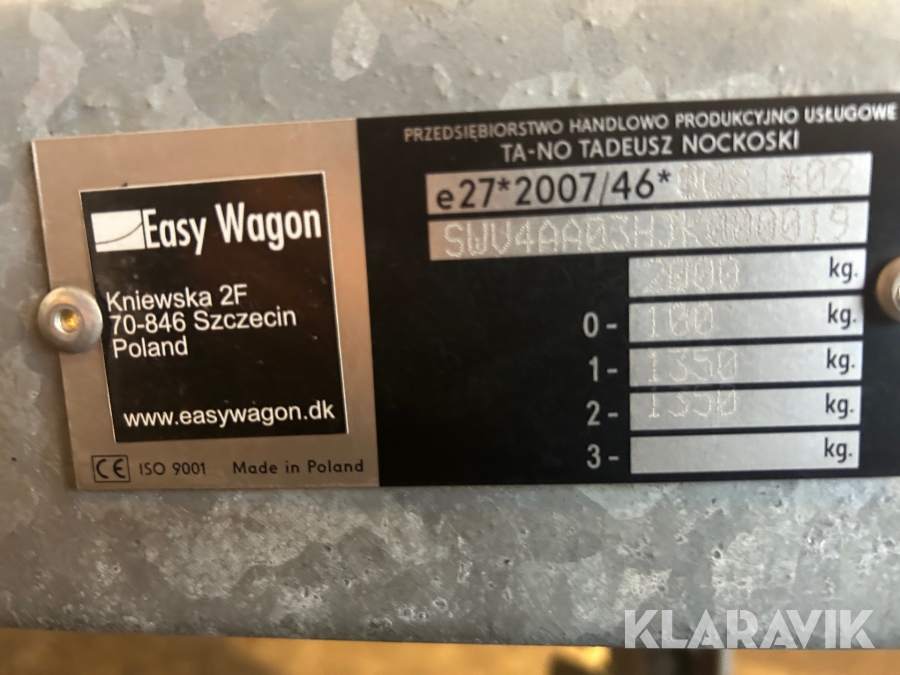 PRZEDSIĘBIORSTWO HANDLOWO PRODUKCYJNO USŁUGOWE
TA-NO TADEUSZ NOCKOSKI
e27*2007/46*0081*02
SWV4AA03HJK000019
2000 kg.
0- 100 kg.
1- 1350 kg.
2- 1350 kg.
3- kg.
Easy Wagon
Kniewska 2F
70-846 Szczecin
Poland
www.easywagon.dk
CE ISO 9001 Made in Poland
KLARAVIK